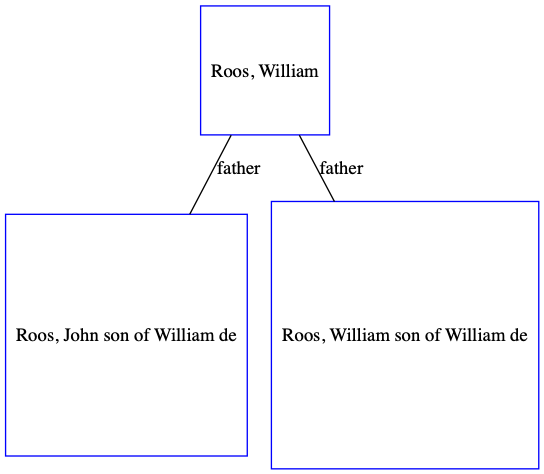 Roos, William
father
father
Roos, John son of William de
Roos, William son of William de